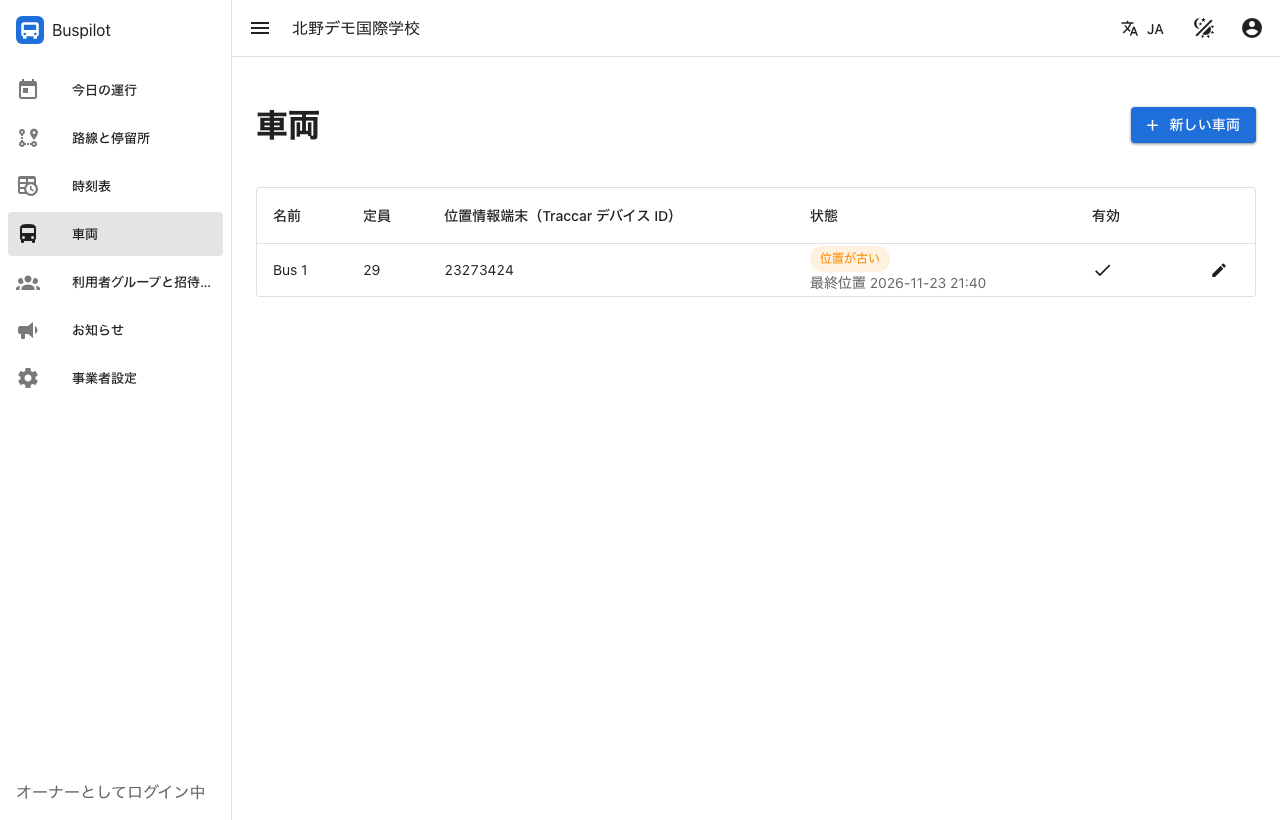 Buspilot
北野デモ国際学校
JA
今日の運行
路線と停留所
時刻表
車両
利用者グループと招待...
お知らせ
事業者設定
オーナーとしてログイン中
車両
新しい車両
名前 定員 位置情報端末（Traccar デバイス ID） 状態 有効
Bus 1 29 23273424 位置が古い
最終位置 2026-11-23 21:40